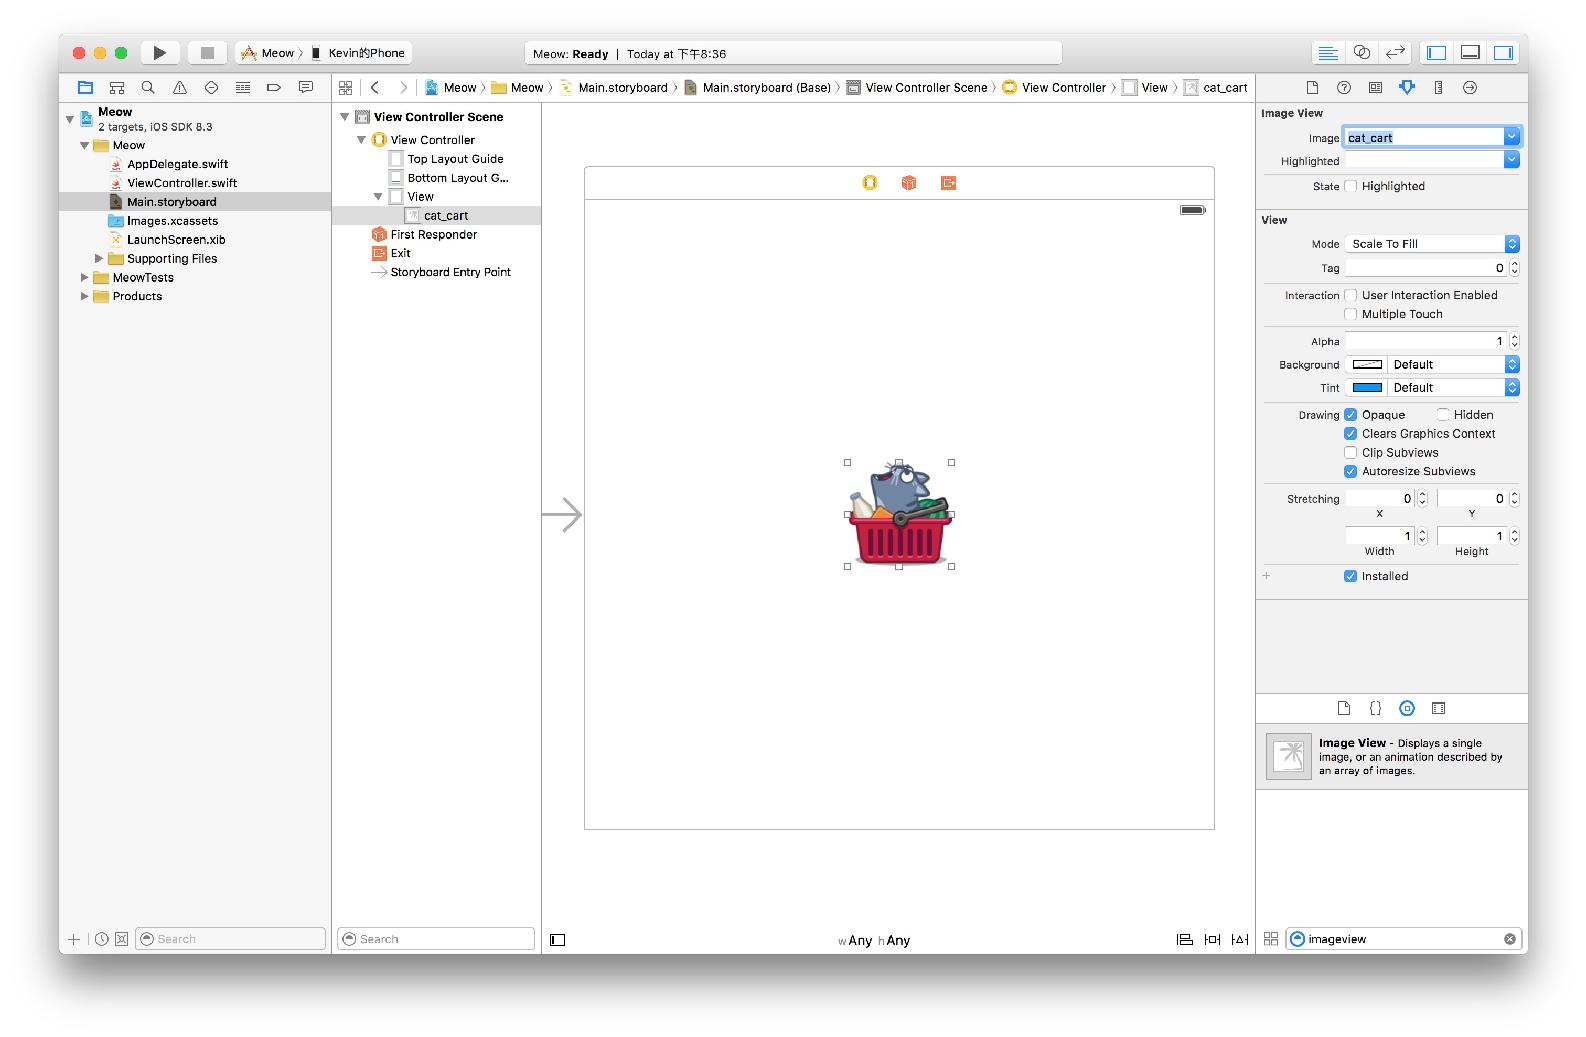 Meow 〉 Kevin的Phone
Meow: Ready | Today at 下午8:36
Meow 〉 Meow 〉 Main.storyboard 〉 Main.storyboard (Base) 〉 View Controller Scene 〉 View Controller 〉 View 〉 cat_cart
Meow
2 targets, iOS SDK 8.3
Meow
AppDelegate.swift
ViewController.swift
Main.storyboard
Images.xcassets
LaunchScreen.xib
Supporting Files
MeowTests
Products
Search
View Controller Scene
View Controller
Top Layout Guide
Bottom Layout G...
View
cat_cart
First Responder
Exit
Storyboard Entry Point
Search
wAny hAny
Image View
Image cat_cart
Highlighted
State Highlighted
View
Mode Scale To Fill
Tag 0
Interaction User Interaction Enabled
Multiple Touch
Alpha 1
Background Default
Tint Default
Drawing Opaque Hidden
Clears Graphics Context
Clip Subviews
Autoresize Subviews
Stretching 0 0
X Y
1 1
Width Height
+ Installed
{}
Image View - Displays a single
image, or an animation described by
an array of images.
imageview